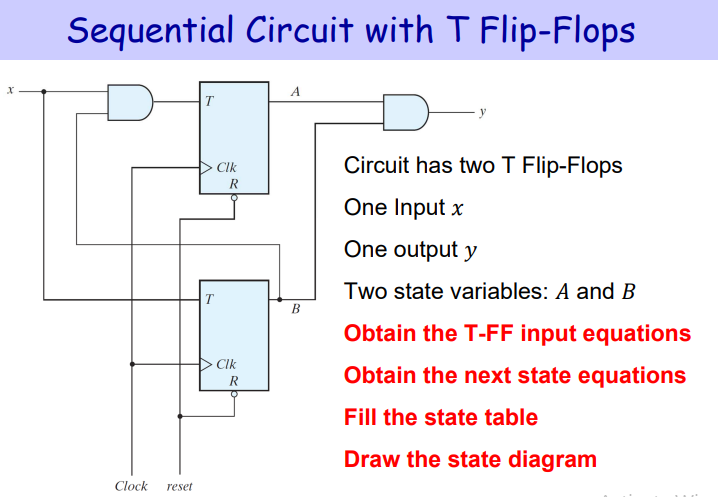 Sequential Circuit with T Flip-Flops
x
T
A
y
Clk
R
Circuit has two T Flip-Flops
One Input x
One output y
Two state variables: A and B
T
B
Obtain the T-FF input equations
Clk
R
Obtain the next state equations
Fill the state table
Draw the state diagram
Clock reset